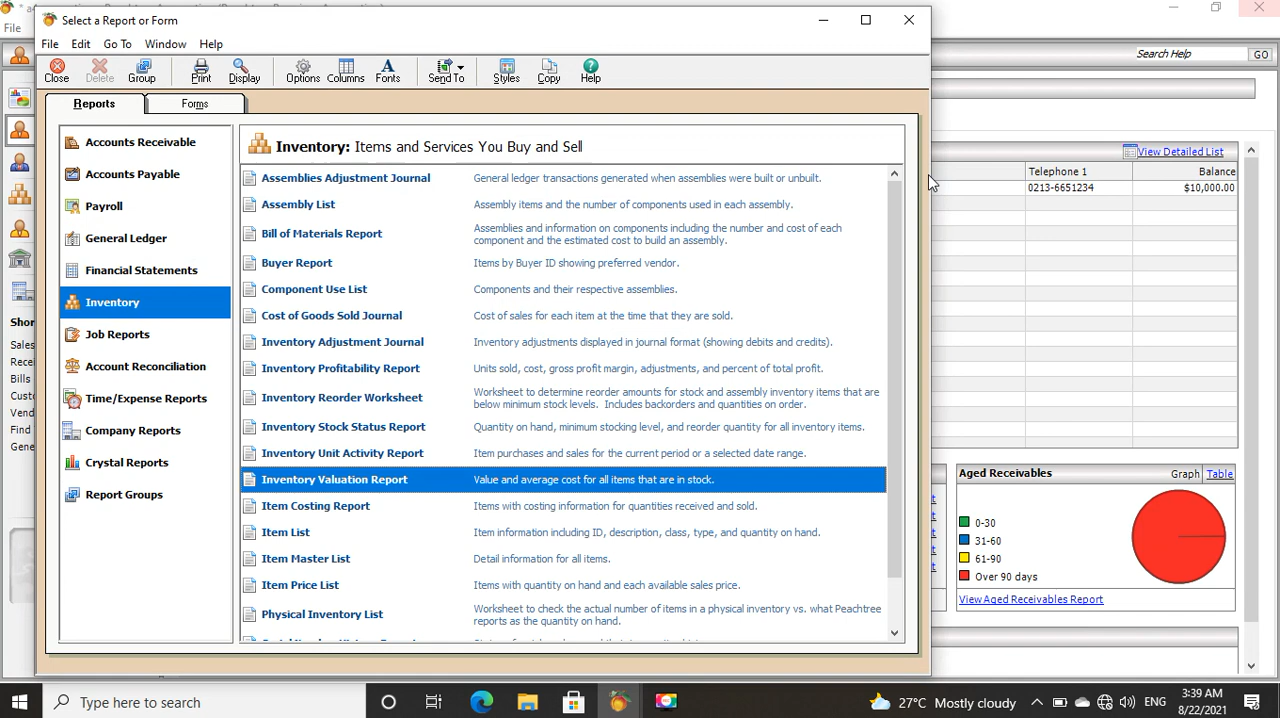 Select a Report or Form
File
File Edit Go To Window Help
Search Help
GO
Close Delete Group Print Display Options Columns Fonts Send To Styles Copy Help
Reports
Forms
Accounts Receivable
Accounts Payable
Payroll
General Ledger
Financial Statements
Inventory
Job Reports
Account Reconciliation
Time/Expense Reports
Company Reports
Crystal Reports
Report Groups
Inventory: Items and Services You Buy and Sell
Assemblies Adjustment Journal General ledger transactions generated when assemblies were built or unbuilt.
Assembly List Assembly items and the number of components used in each assembly.
Bill of Materials Report Assemblies and information on components including the number and cost of each
component and the estimated cost to build an assembly.
Buyer Report Items by Buyer ID showing preferred vendor.
Component Use List Components and their respective assemblies.
Cost of Goods Sold Journal Cost of sales for each item at the time that they are sold.
Inventory Adjustment Journal Inventory adjustments displayed in journal format (showing debits and credits).
Inventory Profitability Report Units sold, cost, gross profit margin, adjustments, and percent of total profit.
Inventory Reorder Worksheet Worksheet to determine reorder amounts for stock and assembly inventory items that are
below minimum stock levels. Includes backorders and quantities on order.
Inventory Stock Status Report Quantity on hand, minimum stocking level, and reorder quantity for all inventory items.
Inventory Unit Activity Report Item purchases and sales for the current period or a selected date range.
Inventory Valuation Report Value and average cost for all items that are in stock.
Item Costing Report Items with costing information for quantities received and sold.
Item List Item information including ID, description, class, type, and quantity on hand.
Item Master List Detail information for all items.
Item Price List Items with quantity on hand and each available sales price.
Physical Inventory List Worksheet to check the actual number of items in a physical inventory vs. what Peachtree
reports as the quantity on hand.
Shor
Sales
Recei
Bills
Custo
Vend
Find
Gene
View Detailed List
Telephone 1 Balance
0213-6651234 $10,000.00
Aged Receivables Graph Table
0-30
31-60
61-90
Over 90 days
View Aged Receivables Report
Type here to search
27°C Mostly cloudy
ENG
3:39 AM
8/22/2021